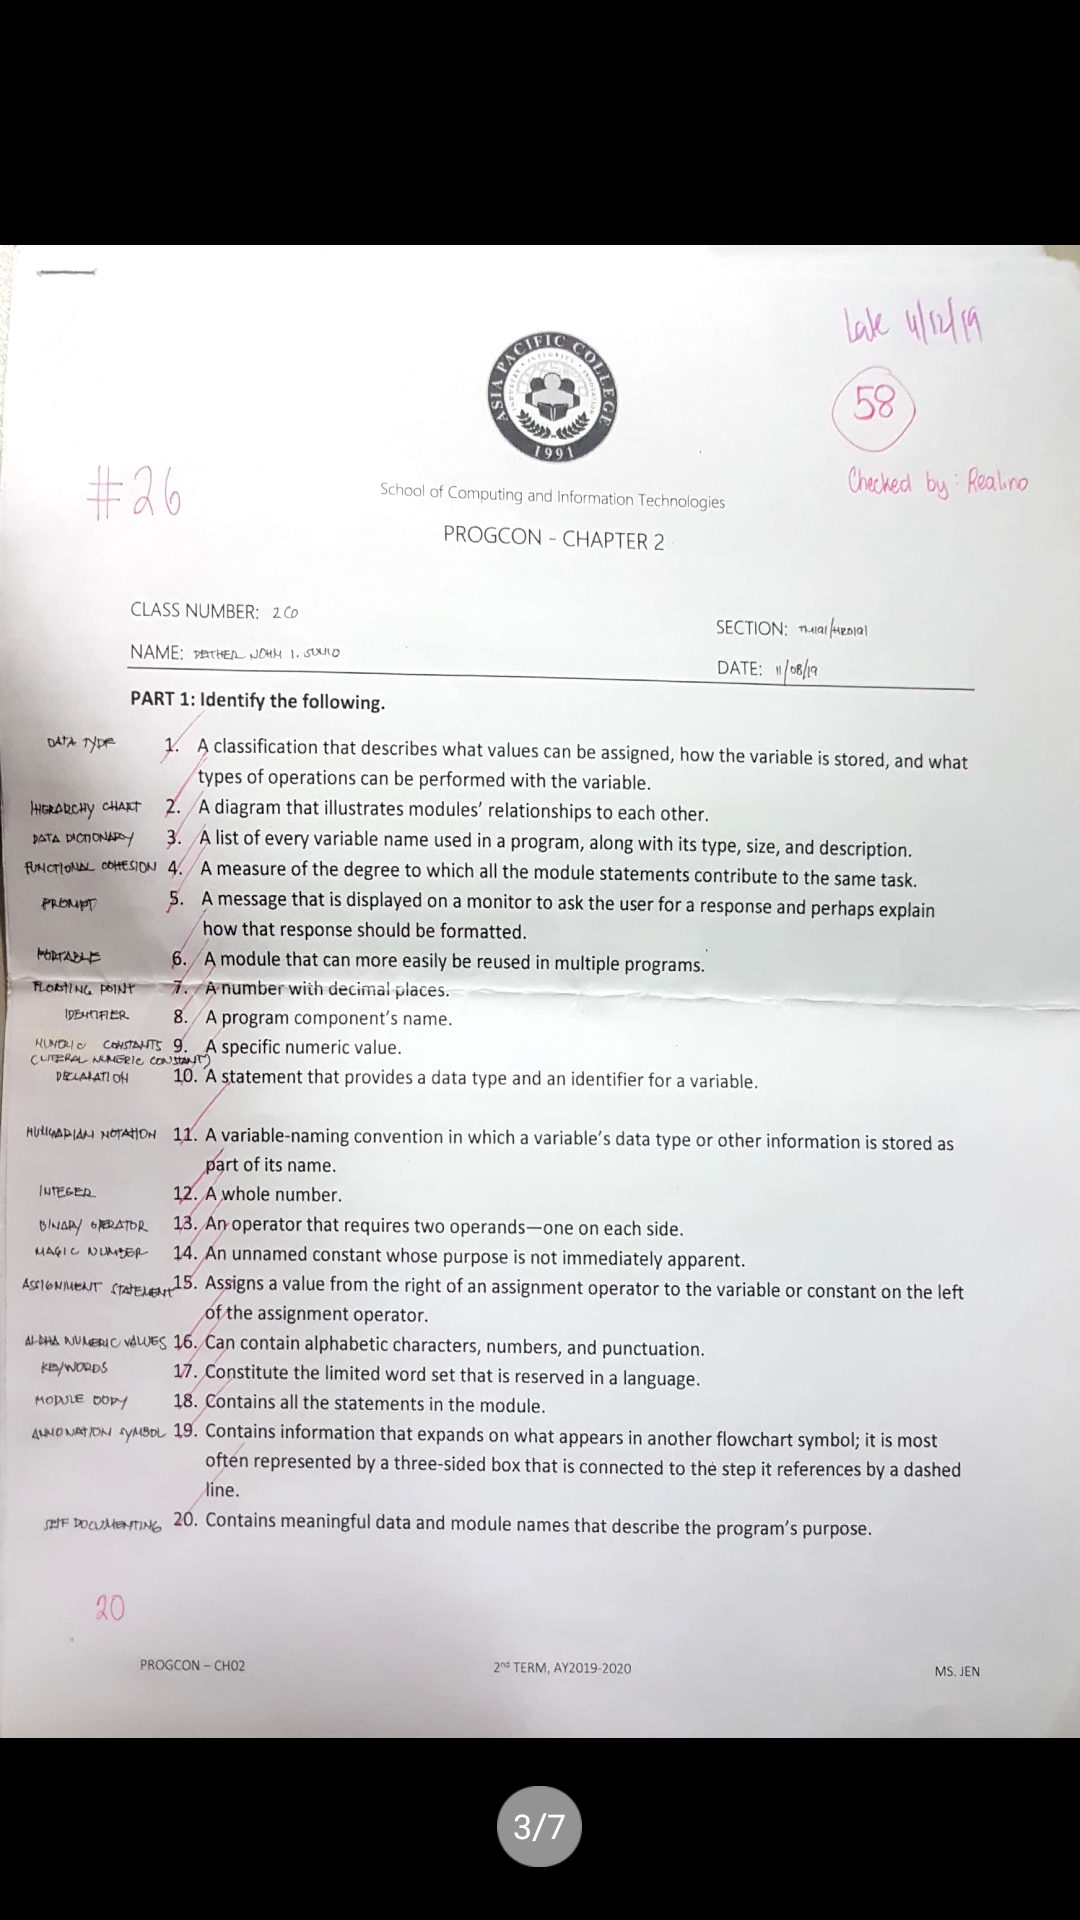 Late 11/12/19
58
ASIA PACIFIC COLLEGE
1991
#26
Checked by: Realino
School of Computing and Information Technologies
PROGCON - CHAPTER 2
CLASS NUMBER: 26
SECTION:
NAME: JOHN I.
DATE: 11/08/19
PART 1: Identify the following.
DATA TYPE 1. A classification that describes what values can be assigned, how the variable is stored, and what
types of operations can be performed with the variable.
HIERARCHY CHART 2. A diagram that illustrates modules' relationships to each other.
DATA DICTIONARY 3. A list of every variable name used in a program, along with its type, size, and description.
FUNCTIONAL COHESION 4. A measure of the degree to which all the module statements contribute to the same task.
PROMPT 5. A message that is displayed on a monitor to ask the user for a response and perhaps explain
how that response should be formatted.
PORTABLE 6. A module that can more easily be reused in multiple programs.
FLOATING POINT 7. A number with decimal places.
IDENTIFIER 8. A program component's name.
NUMERIC CONSTANTS 9. A specific numeric value.
(LITERAL NUMERIC CONSTANT)
DECLARATION 10. A statement that provides a data type and an identifier for a variable.
HUNGARIAN NOTATION 11. A variable-naming convention in which a variable's data type or other information is stored as
part of its name.
INTEGER 12. A whole number.
BINARY OPERATOR 13. An operator that requires two operands—one on each side.
MAGIC NUMBER 14. An unnamed constant whose purpose is not immediately apparent.
ASSIGNMENT STATEMENT 15. Assigns a value from the right of an assignment operator to the variable or constant on the left
of the assignment operator.
ALPHA NUMERIC VALUES 16. Can contain alphabetic characters, numbers, and punctuation.
KEYWORDS 17. Constitute the limited word set that is reserved in a language.
MODULE BODY 18. Contains all the statements in the module.
ANNONATION SYMBOL 19. Contains information that expands on what appears in another flowchart symbol; it is most
often represented by a three-sided box that is connected to the step it references by a dashed
line.
SELF DOCUMENTING 20. Contains meaningful data and module names that describe the program's purpose.
20
PROGCON – CH02
2nd TERM, AY2019-2020
MS. JEN
3/7